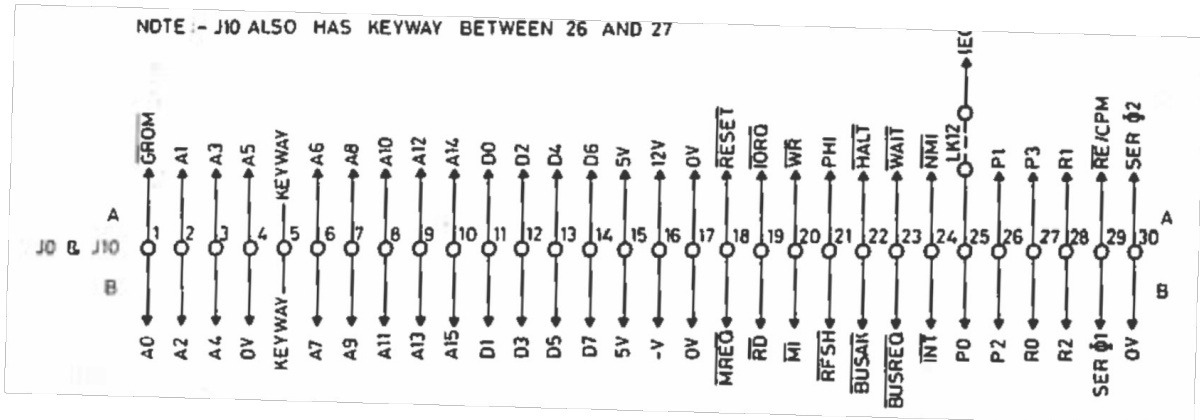 NOTE :- J10 ALSO HAS KEYWAY BETWEEN 26 AND 27
GROM A1 A3 A5 KEYWAY A6 A8 A10 A12 A14 D0 D2 D4 D6 5V 12V 0V RESET IORQ WR PHI HALT WAIT NMI LK12 P1 P3 R1 RE/CPM SER ϕ2
A A
J0 & J10 1 2 3 4 5 6 7 8 9 10 11 12 13 14 15 16 17 18 19 20 21 22 23 24 25 26 27 28 29 30
B B
A0 A2 A4 0V KEYWAY A7 A9 A11 A13 A15 D1 D3 D5 D7 5V -V 0V MREQ RD M1 RFSH BUSAK BUSREQ INT P0 P2 R0 R2 SER ϕ1 0V